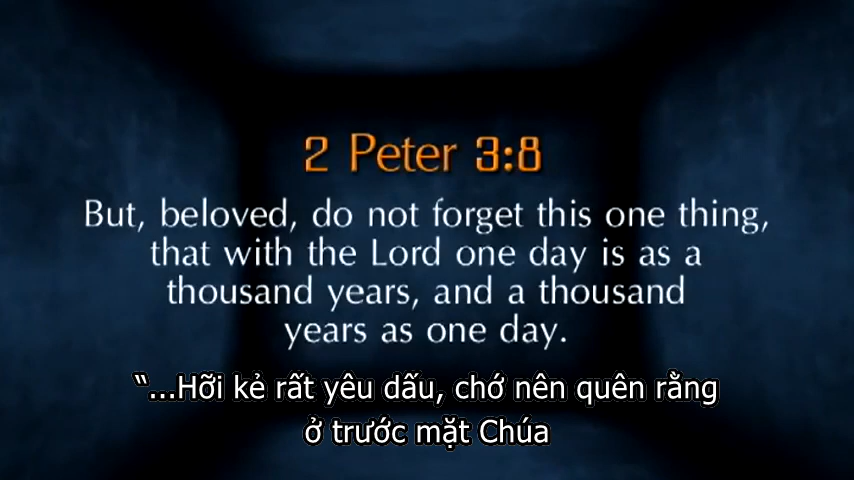 2 Peter 3:8
But, beloved, do not forget this one thing,
that with the Lord one day is as a
thousand years, and a thousand
years as one day.
“...Hỡi kẻ rất yêu dấu, chớ nên quên rằng
ở trước mặt Chúa